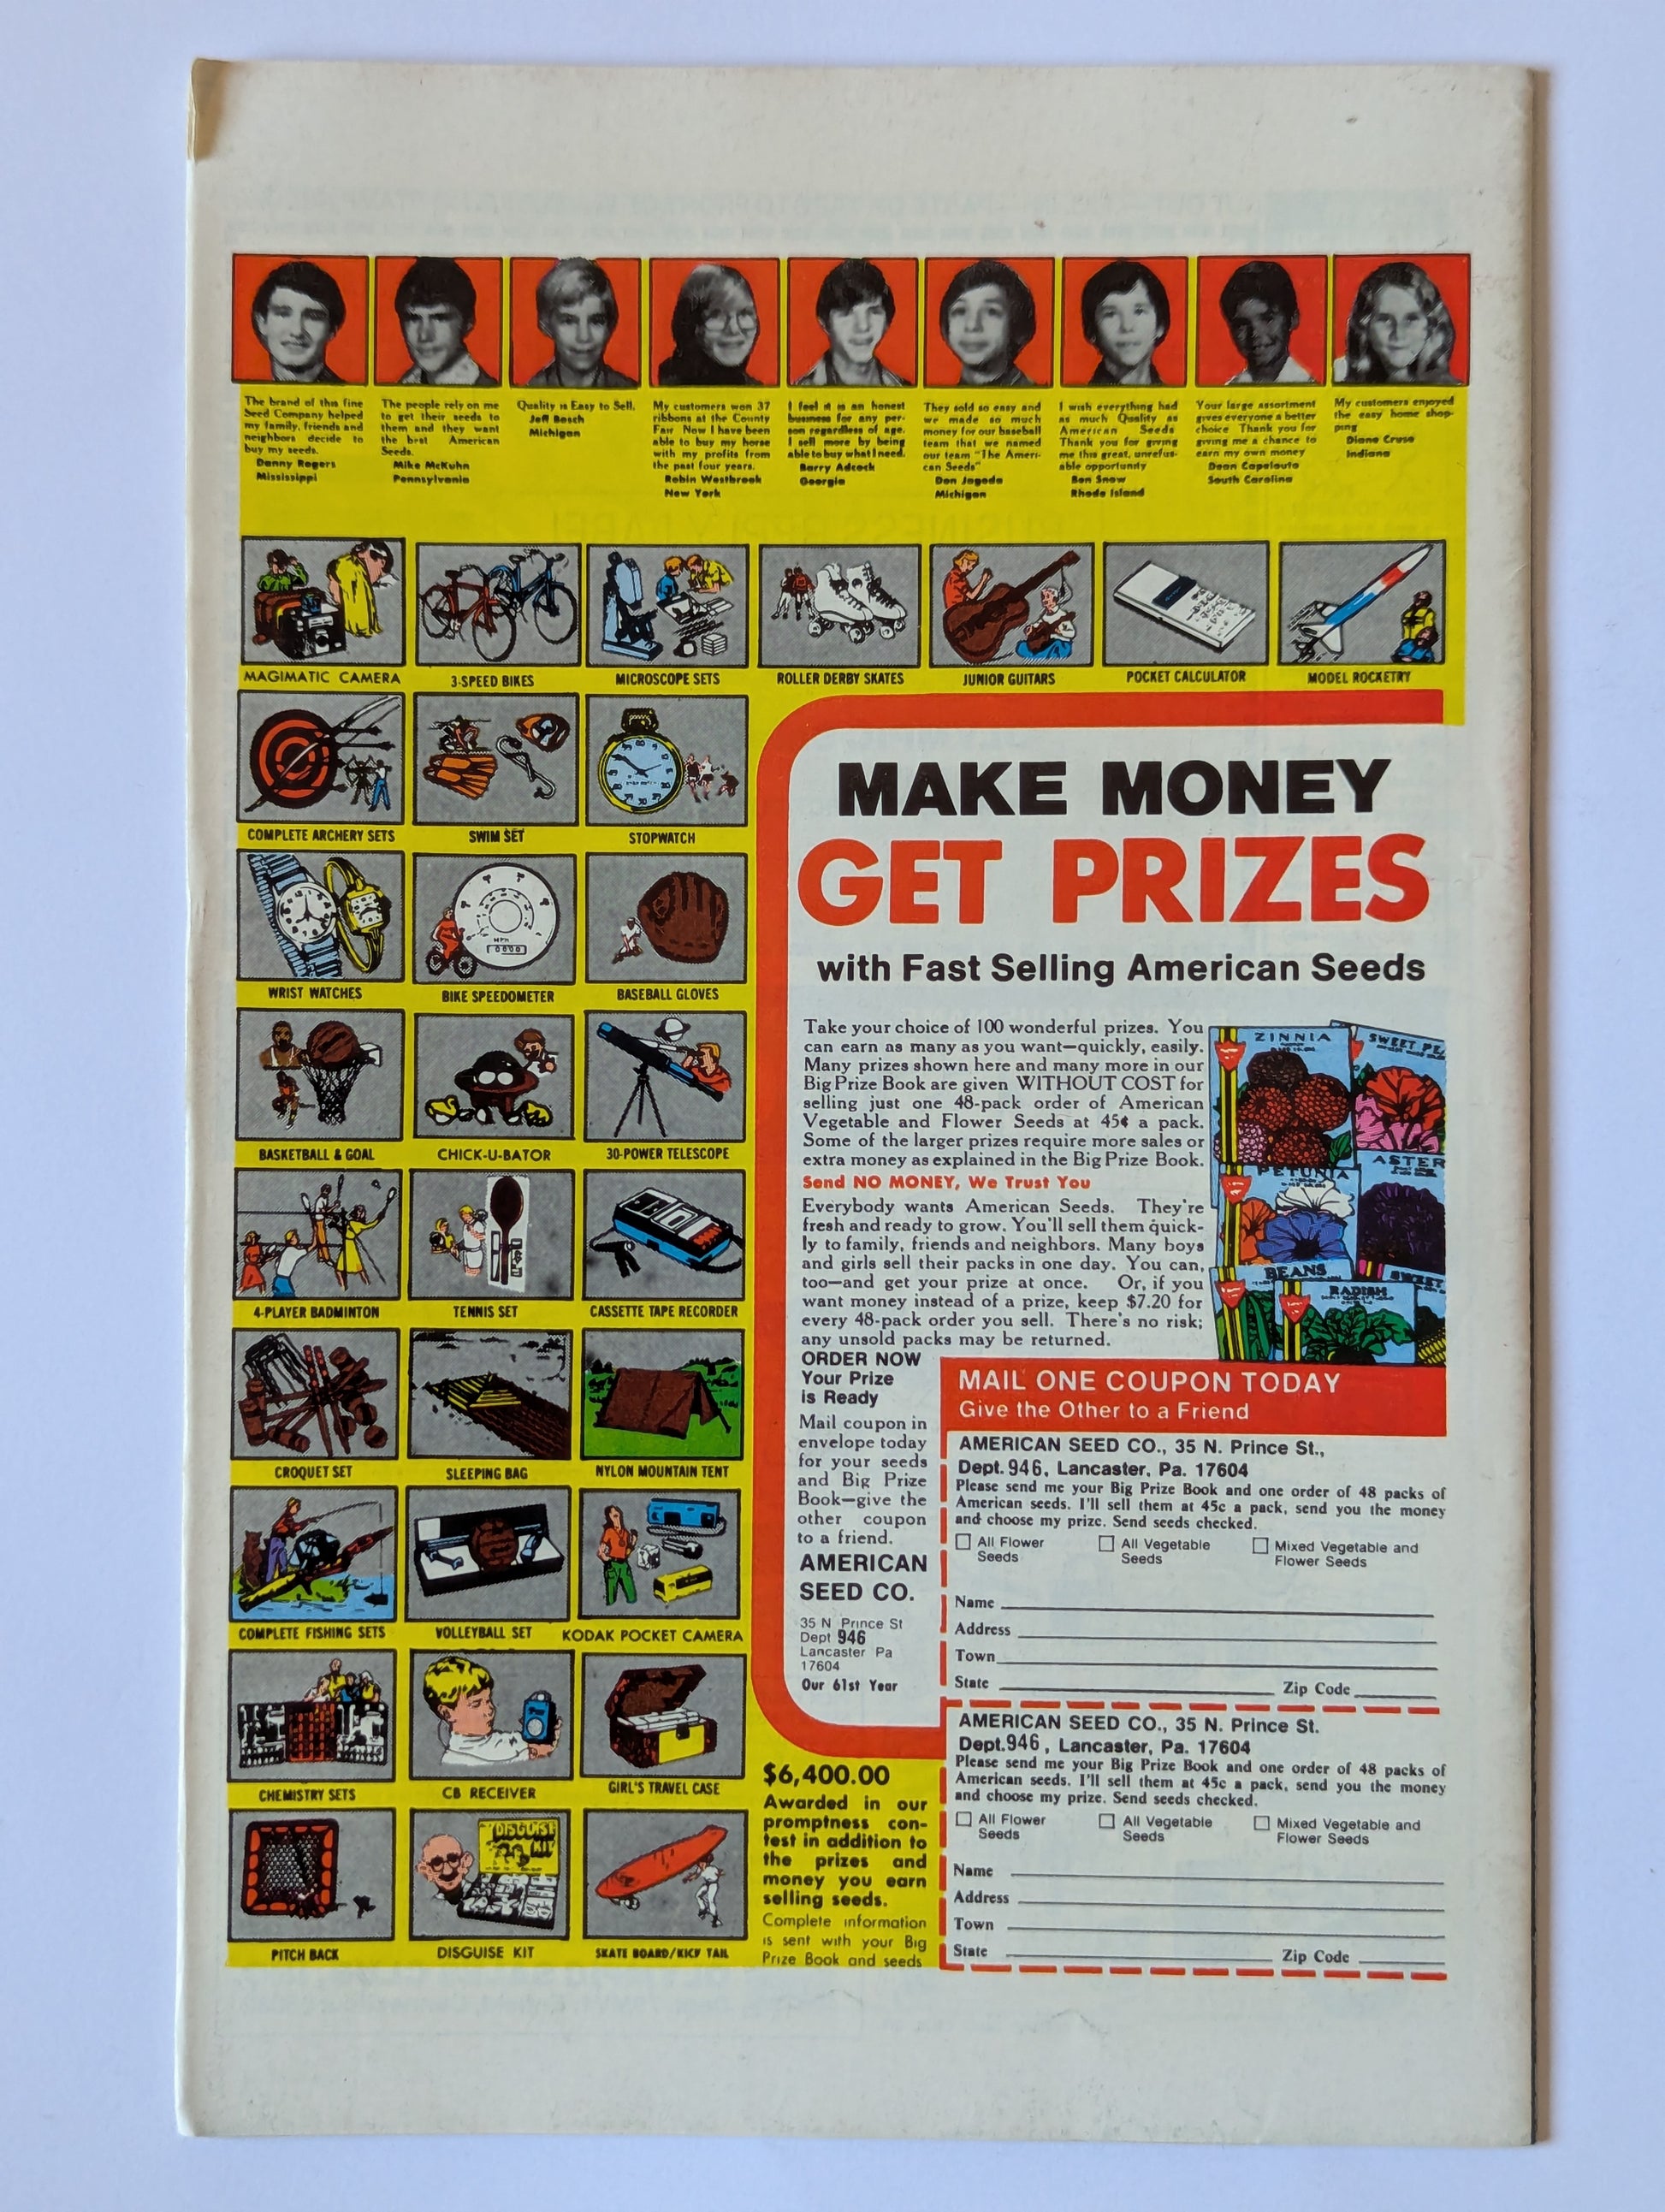 The brand of this fine
Seed Company helped
my family, friends and
neighbors decide to
buy my seeds.
Danny Rogers
Mississippi
The people rely on me
to get their seeds to
them and they want
the best American
Seeds.
Mike McKuhn
Pennsylvania
Quality is Easy to Sell.
Jeff Bosch
Michigan
My customers won 37
ribbons at the County
Fair Now I have been
able to buy my horse
with my profits from
the past four years.
Robin Westbrook
New York
I feel it is an honest
business for any per-
son regardless of age.
I sell more by being
able to buy what I need.
Barry Adcock
Georgia
They sold so easy and
we made so much
money for our baseball
team that we named
our team "The Ameri-
can Seeds"
Don Jagoda
Michigan
I wish everything had
as much Quality as
American Seeds
Thank you for giving
me this great, unrefus-
able opportunity
Ben Snow
Rhode Island
Your large assortment
gives everyone a better
choice Thank you for
giving me a chance to
earn my own money
Dean Capelouto
South Carolina
My customers enjoyed
the easy home shop-
ping
Diane Cruse
Indiana
MAGIMATIC CAMERA
3-SPEED BIKES
MICROSCOPE SETS
ROLLER DERBY SKATES
JUNIOR GUITARS
POCKET CALCULATOR
MODEL ROCKETRY
COMPLETE ARCHERY SETS
SWIM SET
STOPWATCH
WRIST WATCHES
MPH
BIKE SPEEDOMETER
BASEBALL GLOVES
BASKETBALL & GOAL
CHICK-U-BATOR
30-POWER TELESCOPE
4-PLAYER BADMINTON
TENNIS SET
CASSETTE TAPE RECORDER
CROQUET SET
SLEEPING BAG
NYLON MOUNTAIN TENT
COMPLETE FISHING SETS
VOLLEYBALL SET
KODAK POCKET CAMERA
CHEMISTRY SETS
CB RECEIVER
GIRL'S TRAVEL CASE
PITCH BACK
DISGUISE
KIT
DISGUISE KIT
SKATE BOARD/KICK TAIL
MAKE MONEY
GET PRIZES
with Fast Selling American Seeds
Take your choice of 100 wonderful prizes. You
can earn as many as you want—quickly, easily.
Many prizes shown here and many more in our
Big Prize Book are given WITHOUT COST for
selling just one 48-pack order of American
Vegetable and Flower Seeds at 45¢ a pack.
Some of the larger prizes require more sales or
extra money as explained in the Big Prize Book.
Send NO MONEY, We Trust You
Everybody wants American Seeds. They're
fresh and ready to grow. You'll sell them quick-
ly to family, friends and neighbors. Many boys
and girls sell their packs in one day. You can,
too—and get your prize at once. Or, if you
want money instead of a prize, keep $7.20 for
every 48-pack order you sell. There's no risk;
any unsold packs may be returned.
ZINNIA
SWEET PE
ASTER
PETUNIA
BEANS
SWEET
RADISH
ORDER NOW
Your Prize
is Ready
Mail coupon in
envelope today
for your seeds
and Big Prize
Book—give the
other coupon
to a friend.
AMERICAN
SEED CO.
35 N Prince St
Dept 946
Lancaster Pa
17604
Our 61st Year
$6,400.00
Awarded in our
promptness con-
test in addition to
the prizes and
money you earn
selling seeds.
Complete information
is sent with your Big
Prize Book and seeds
MAIL ONE COUPON TODAY
Give the Other to a Friend
AMERICAN SEED CO., 35 N. Prince St.,
Dept. 946, Lancaster, Pa. 17604
Please send me your Big Prize Book and one order of 48 packs of
American seeds. I'll sell them at 45c a pack, send you the money
and choose my prize. Send seeds checked.
All Flower Seeds
All Vegetable Seeds
Mixed Vegetable and Flower Seeds
Name
Address
Town
State Zip Code
AMERICAN SEED CO., 35 N. Prince St.
Dept.946, Lancaster, Pa. 17604
Please send me your Big Prize Book and one order of 48 packs of
American seeds. I'll sell them at 45c a pack, send you the money
and choose my prize. Send seeds checked.
All Flower Seeds
All Vegetable Seeds
Mixed Vegetable and Flower Seeds
Name
Address
Town
State Zip Code